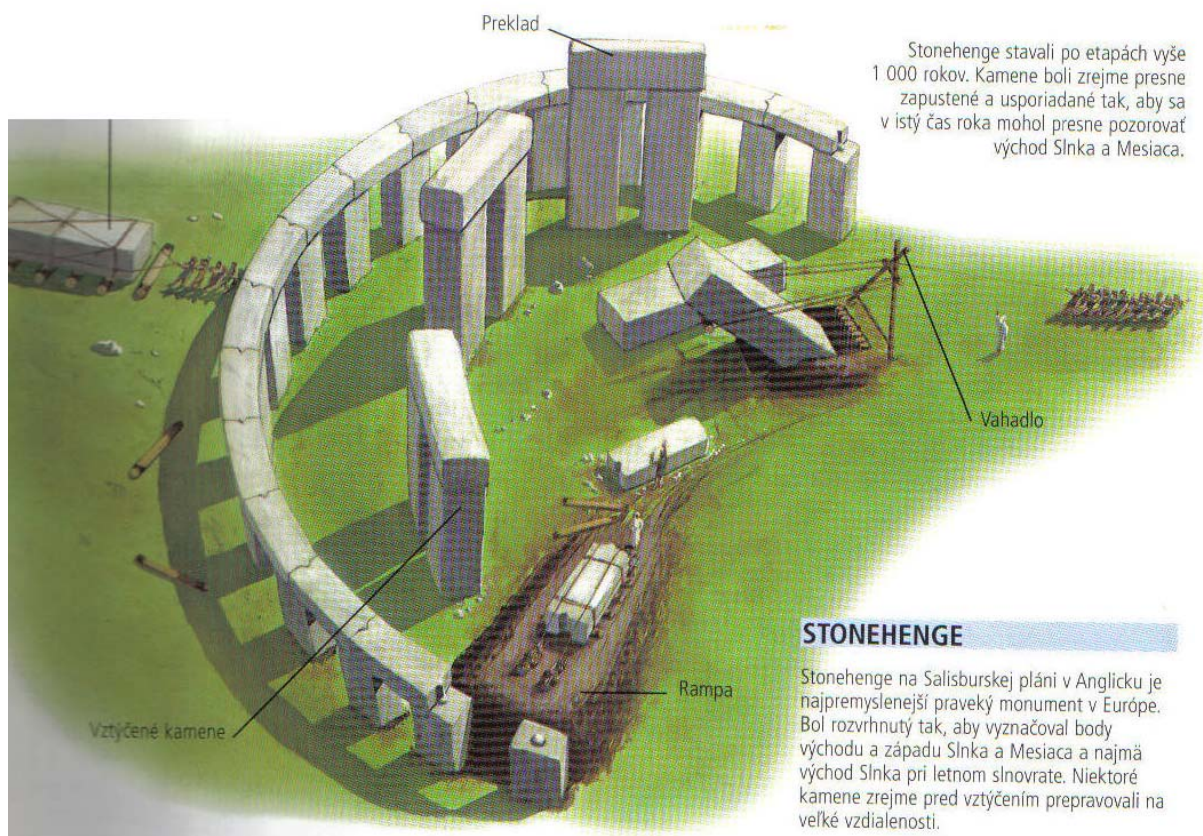 Preklad
Stonehenge stavali po etapách vyše
1 000 rokov. Kamene boli zrejme presne
zapustené a usporiadané tak, aby sa
v istý čas roka mohol presne pozorovať
východ Slnka a Mesiaca.
Vahadlo
Rampa
Vztýčené kamene
STONEHENGE
Stonehenge na Salisburskej pláni v Anglicku je
najpremyslenejší praveký monument v Európe.
Bol rozvrhnutý tak, aby vyznačoval body
východu a západu Slnka a Mesiaca a najmä
východ Slnka pri letnom slnovrate. Niektoré
kamene zrejme pred vztýčením prepravovali na
veľké vzdialenosti.